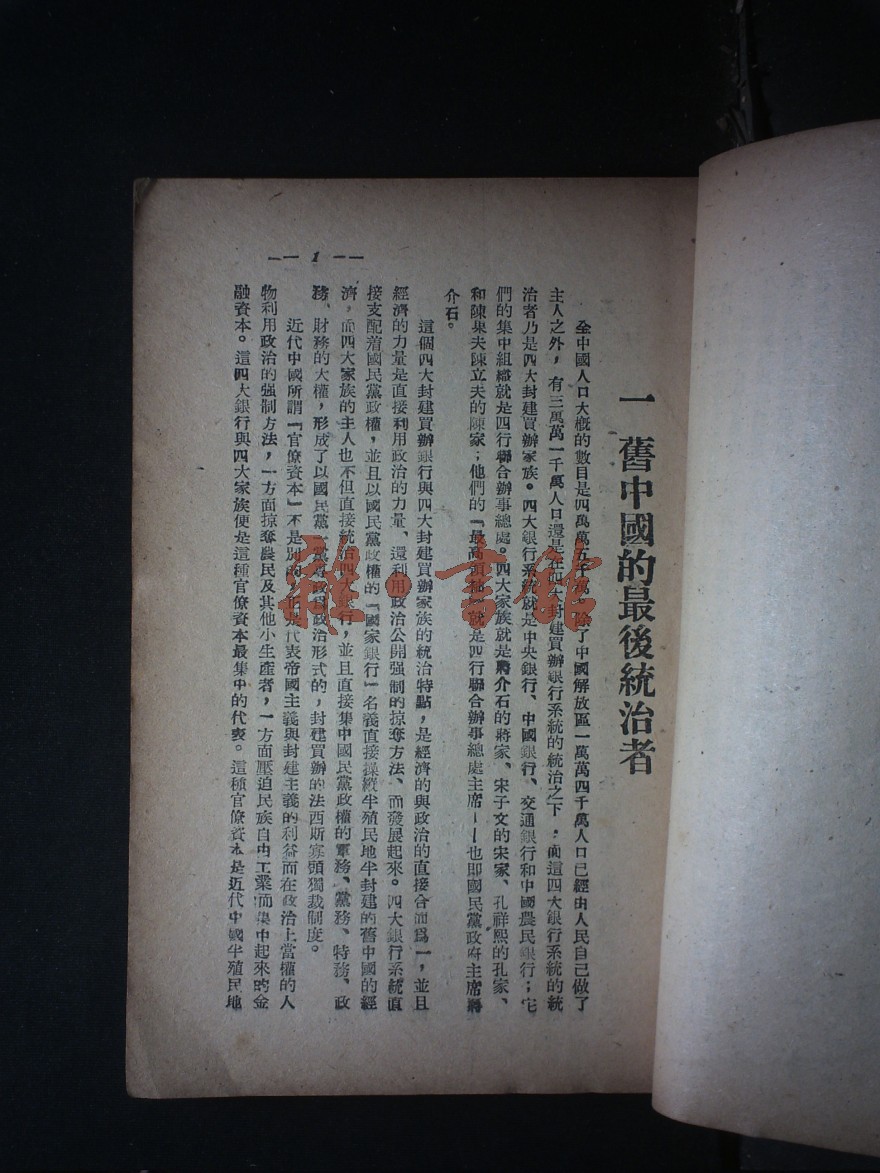 一 舊中國的最後統治者
全中國人口大概的數目是四萬萬五千萬，除了中國解放區一萬萬四千萬人口已經由人民自己做了
主人之外，有三萬萬一千萬人口還是在四大封建買辦銀行系統的統治之下，而這四大銀行系統的統
治者乃是四大封建買辦家族。四大銀行系統就是中央銀行、中國銀行、交通銀行和中國農民銀行；它
們的集中組織就是四行聯合辦事總處。四大家族就是蔣介石的蔣家、宋子文的宋家、孔祥熙的孔家、
和陳果夫陳立夫的陳家；他們的「最高頭袖」就是四行聯合辦事總處主席——也即國民黨政府主席蔣
介石。
這個四大封建買辦銀行與四大封建買辦家族的統治特點，是經濟的與政治的直接合而爲一，並且
經濟的力量是直接利用政治的力量、還利用政治公開强制的掠奪方法、而發展起來。四大銀行系統直
接支配着國民黨政權，並且以國民黨政權的「國家銀行」名義直接操縱半殖民地半封建的舊中國的經
濟，而四大家族的主人也不但直接統治四大銀行，並且直接集中國民黨政權的軍務、黨務、特務、政
務、財務的大權，形成了以國民黨一黨專政爲政治形式的，封建買辦的法西斯寡頭獨裁制度。
近代中國所謂「官僚資本」不是別的，正是代表帝國主義與封建主義的利益而在政治上當權的人
物利用政治的强制方法，一方面掠奪農民及其他小生產者，一方面壓迫民族自由工業而集中起來的金
融資本。這四大銀行與四大家族便是這種官僚資本最集中的代表。這種官僚資本是近代中國半殖民地
—— 1 ——
雜·書館